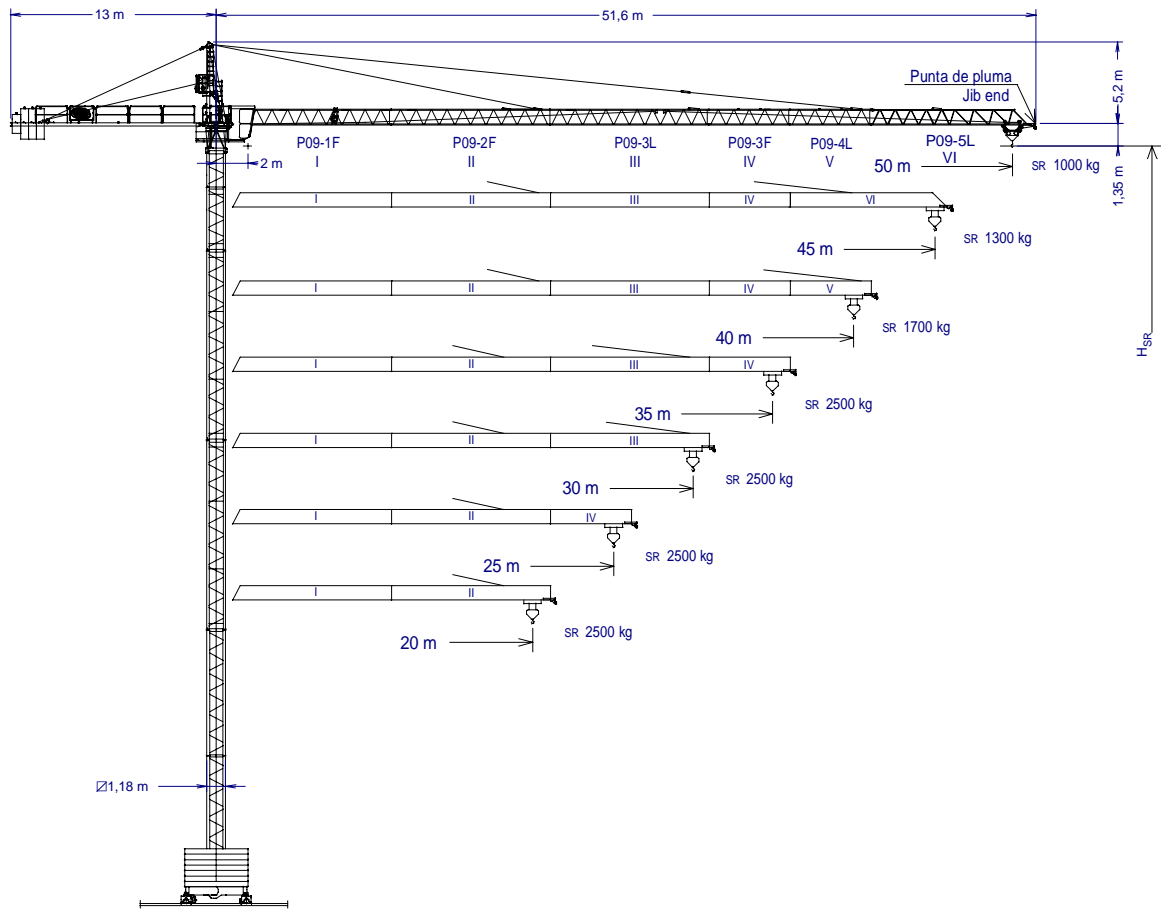 13 m
51,6 m
5,2 m
Punta de pluma
Jib end
P09-1F P09-2F P09-3L P09-3F P09-4L P09-5L
I II III IV V VI
2 m
50 m
SR 1000 kg
1,35 m
I II III IV VI
45 m
SR 1300 kg
I II III IV V
40 m
SR 1700 kg
HSR
I II III IV
35 m
SR 2500 kg
I II III
30 m
SR 2500 kg
I II IV
25 m
SR 2500 kg
I II
20 m
SR 2500 kg
⍁1,18 m